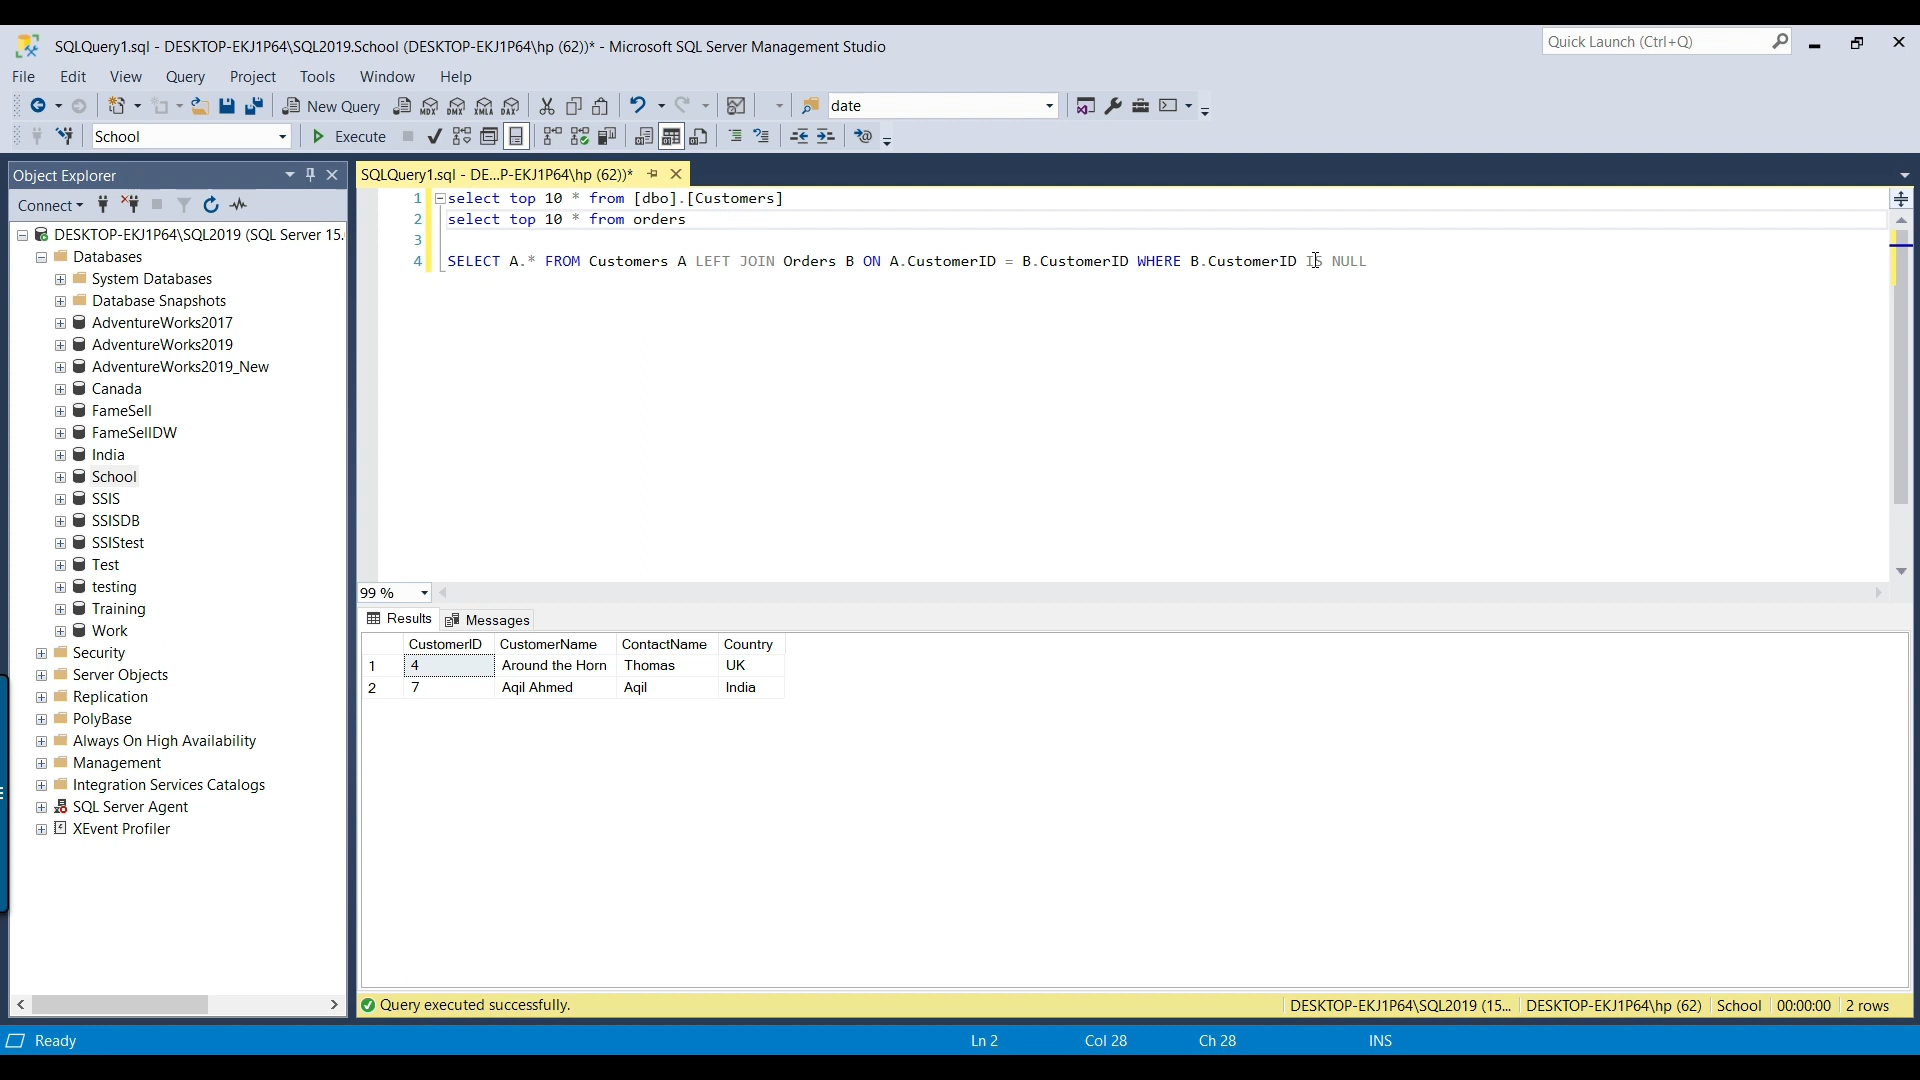 SQLQuery1.sql - DESKTOP-EKJ1P64\SQL2019.School (DESKTOP-EKJ1P64\hp (62))* - Microsoft SQL Server Management Studio
Quick Launch (Ctrl+Q)
File Edit View Query Project Tools Window Help
New Query MDX DMX XMLA DAX date
School Execute
Object Explorer
SQLQuery1.sql - DE...P-EKJ1P64\hp (62))*
Connect
1 select top 10 * from [dbo].[Customers]
2 select top 10 * from orders
3
4 SELECT A.* FROM Customers A LEFT JOIN Orders B ON A.CustomerID = B.CustomerID WHERE B.CustomerID IS NULL
DESKTOP-EKJ1P64\SQL2019 (SQL Server 15.
Databases
System Databases
Database Snapshots
AdventureWorks2017
AdventureWorks2019
AdventureWorks2019_New
Canada
FameSell
FameSellDW
India
School
SSIS
SSISDB
SSIStest
Test
testing
Training
Work
Security
Server Objects
Replication
PolyBase
Always On High Availability
Management
Integration Services Catalogs
SQL Server Agent
XEvent Profiler
99 %
Results Messages
CustomerID CustomerName ContactName Country
1 4 Around the Horn Thomas UK
2 7 Aqil Ahmed Aqil India
Query executed successfully.
DESKTOP-EKJ1P64\SQL2019 (15... DESKTOP-EKJ1P64\hp (62) School 00:00:00 2 rows
Ready Ln 2 Col 28 Ch 28 INS